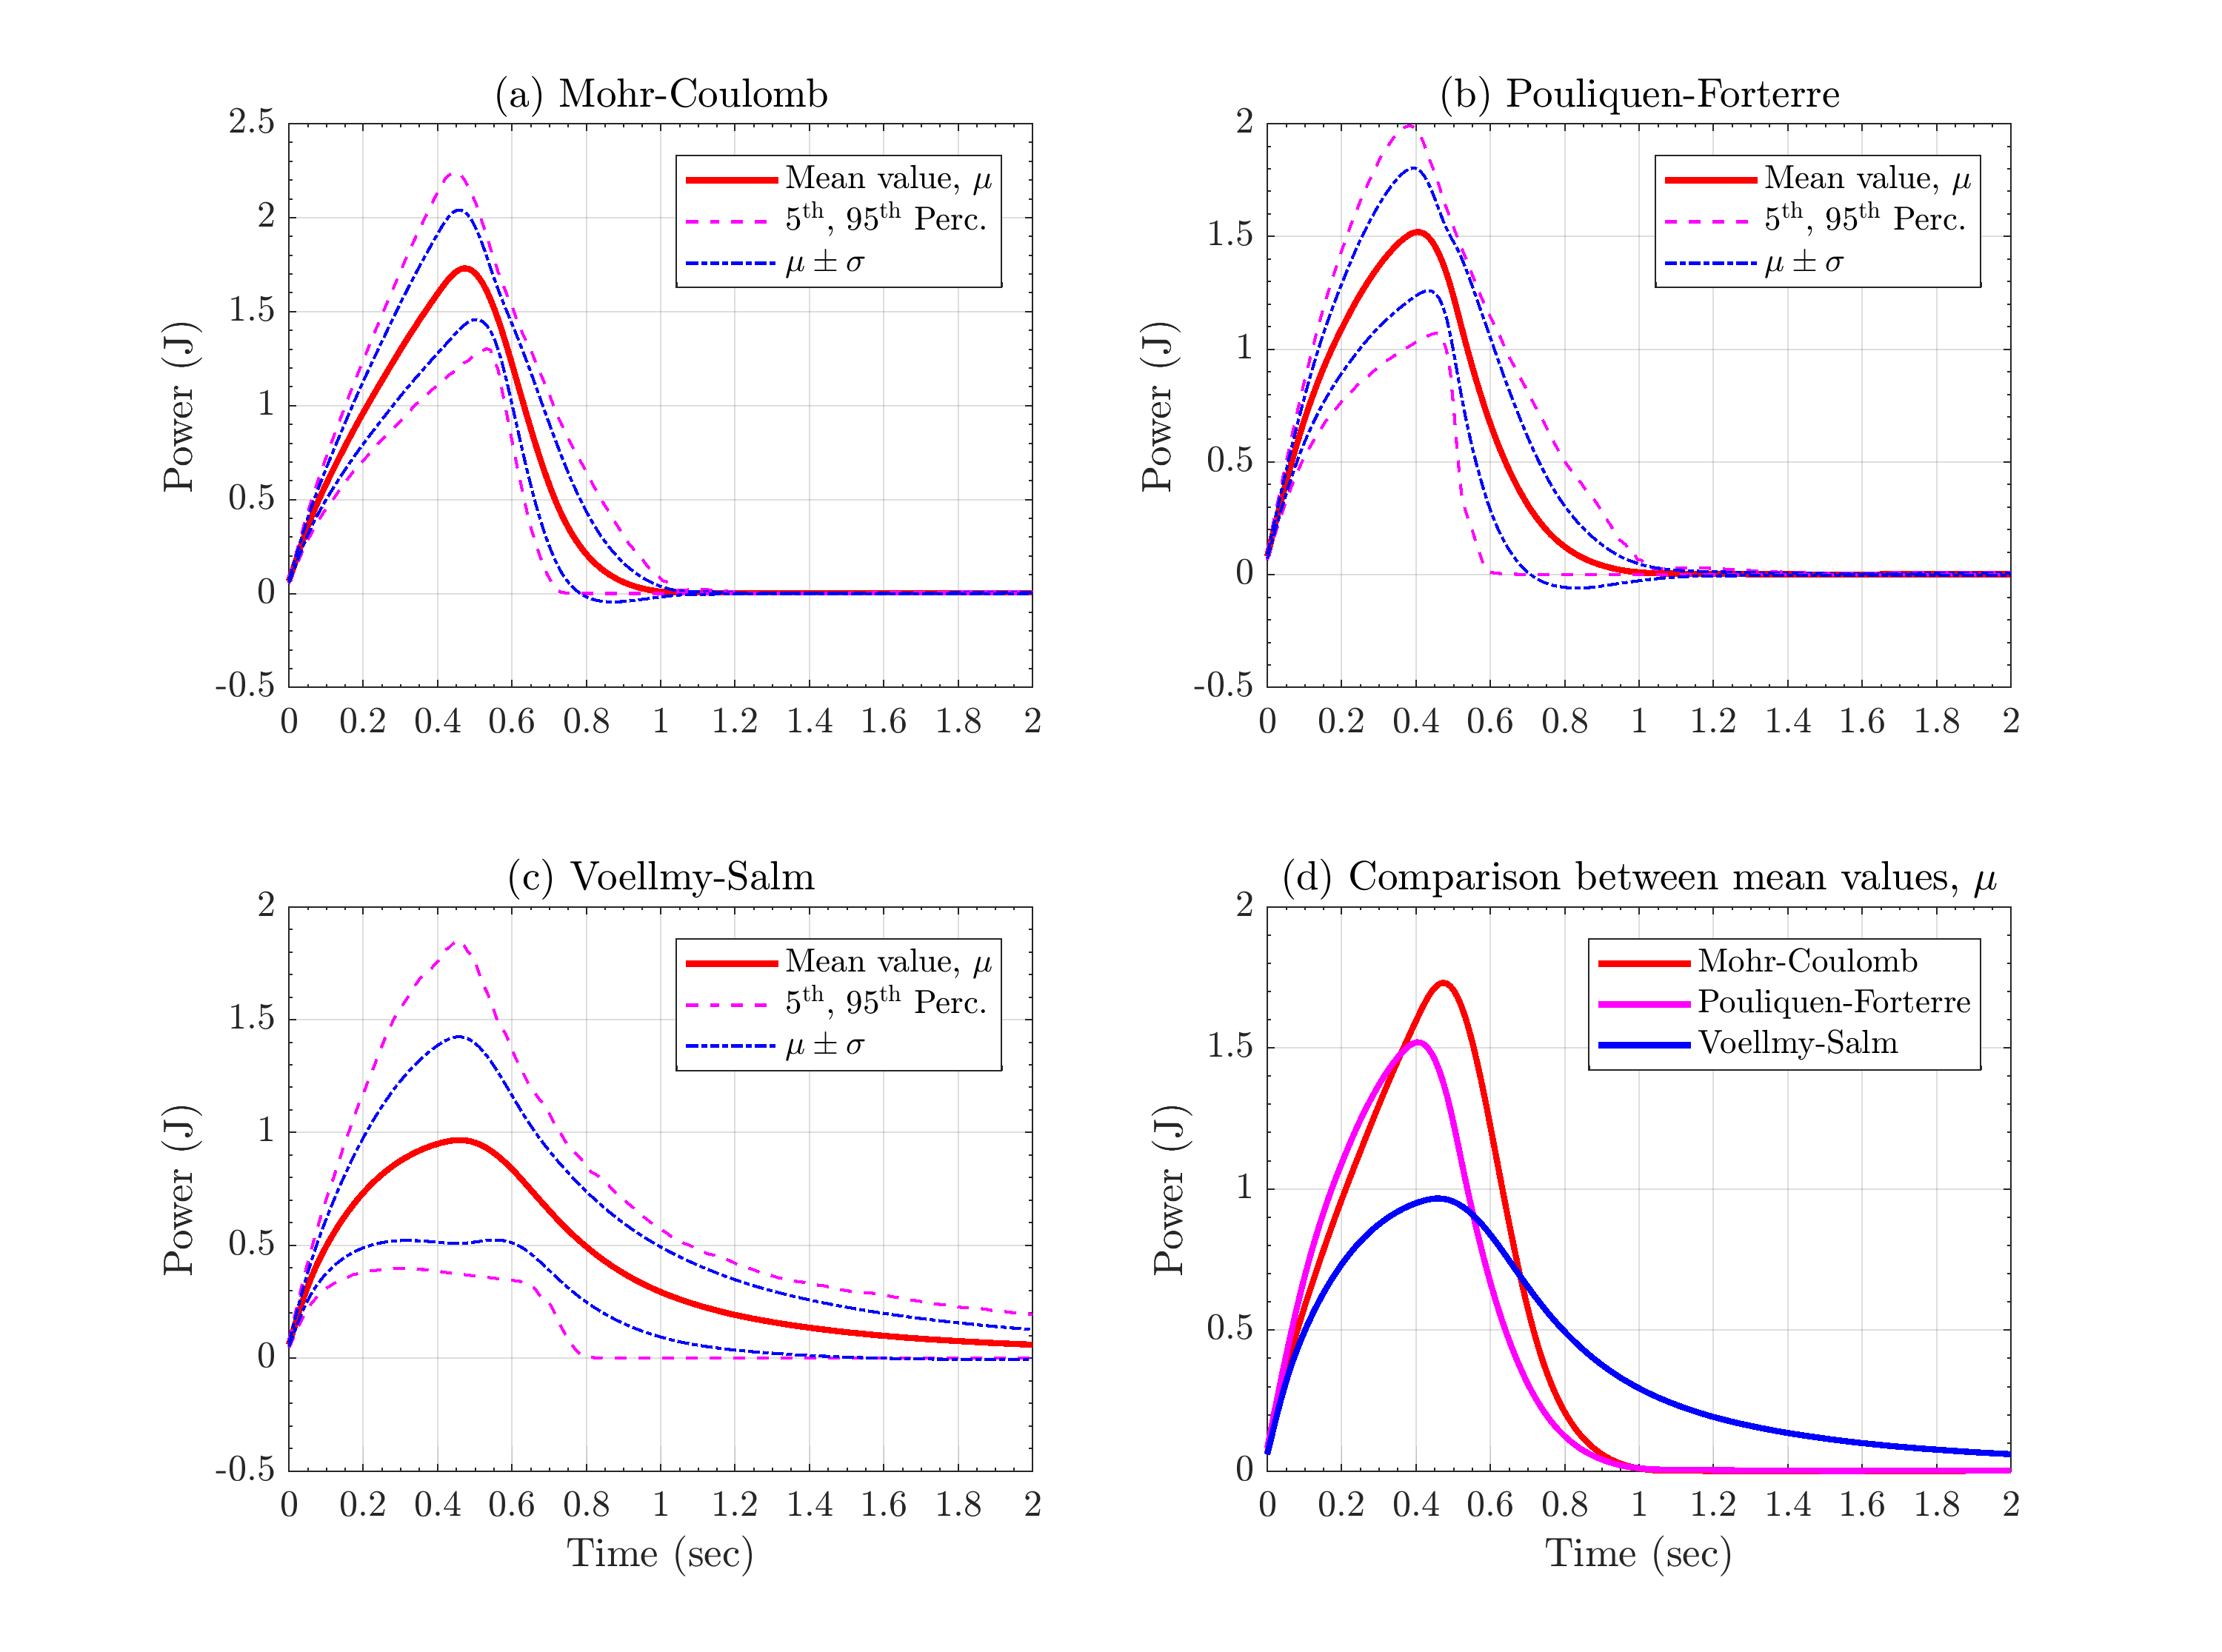 (a) Mohr-Coulomb
2.5
2
1.5
1
0.5
0
-0.5
Power (J)
Mean value, μ
5th, 95th Perc.
μ ± σ
0 0.2 0.4 0.6 0.8 1 1.2 1.4 1.6 1.8 2
(b) Pouliquen-Forterre
2
1.5
1
0.5
0
-0.5
Power (J)
Mean value, μ
5th, 95th Perc.
μ ± σ
0 0.2 0.4 0.6 0.8 1 1.2 1.4 1.6 1.8 2
(c) Voellmy-Salm
2
1.5
1
0.5
0
-0.5
Power (J)
Mean value, μ
5th, 95th Perc.
μ ± σ
0 0.2 0.4 0.6 0.8 1 1.2 1.4 1.6 1.8 2
Time (sec)
(d) Comparison between mean values, μ
2
1.5
1
0.5
0
Power (J)
Mohr-Coulomb
Pouliquen-Forterre
Voellmy-Salm
0 0.2 0.4 0.6 0.8 1 1.2 1.4 1.6 1.8 2
Time (sec)